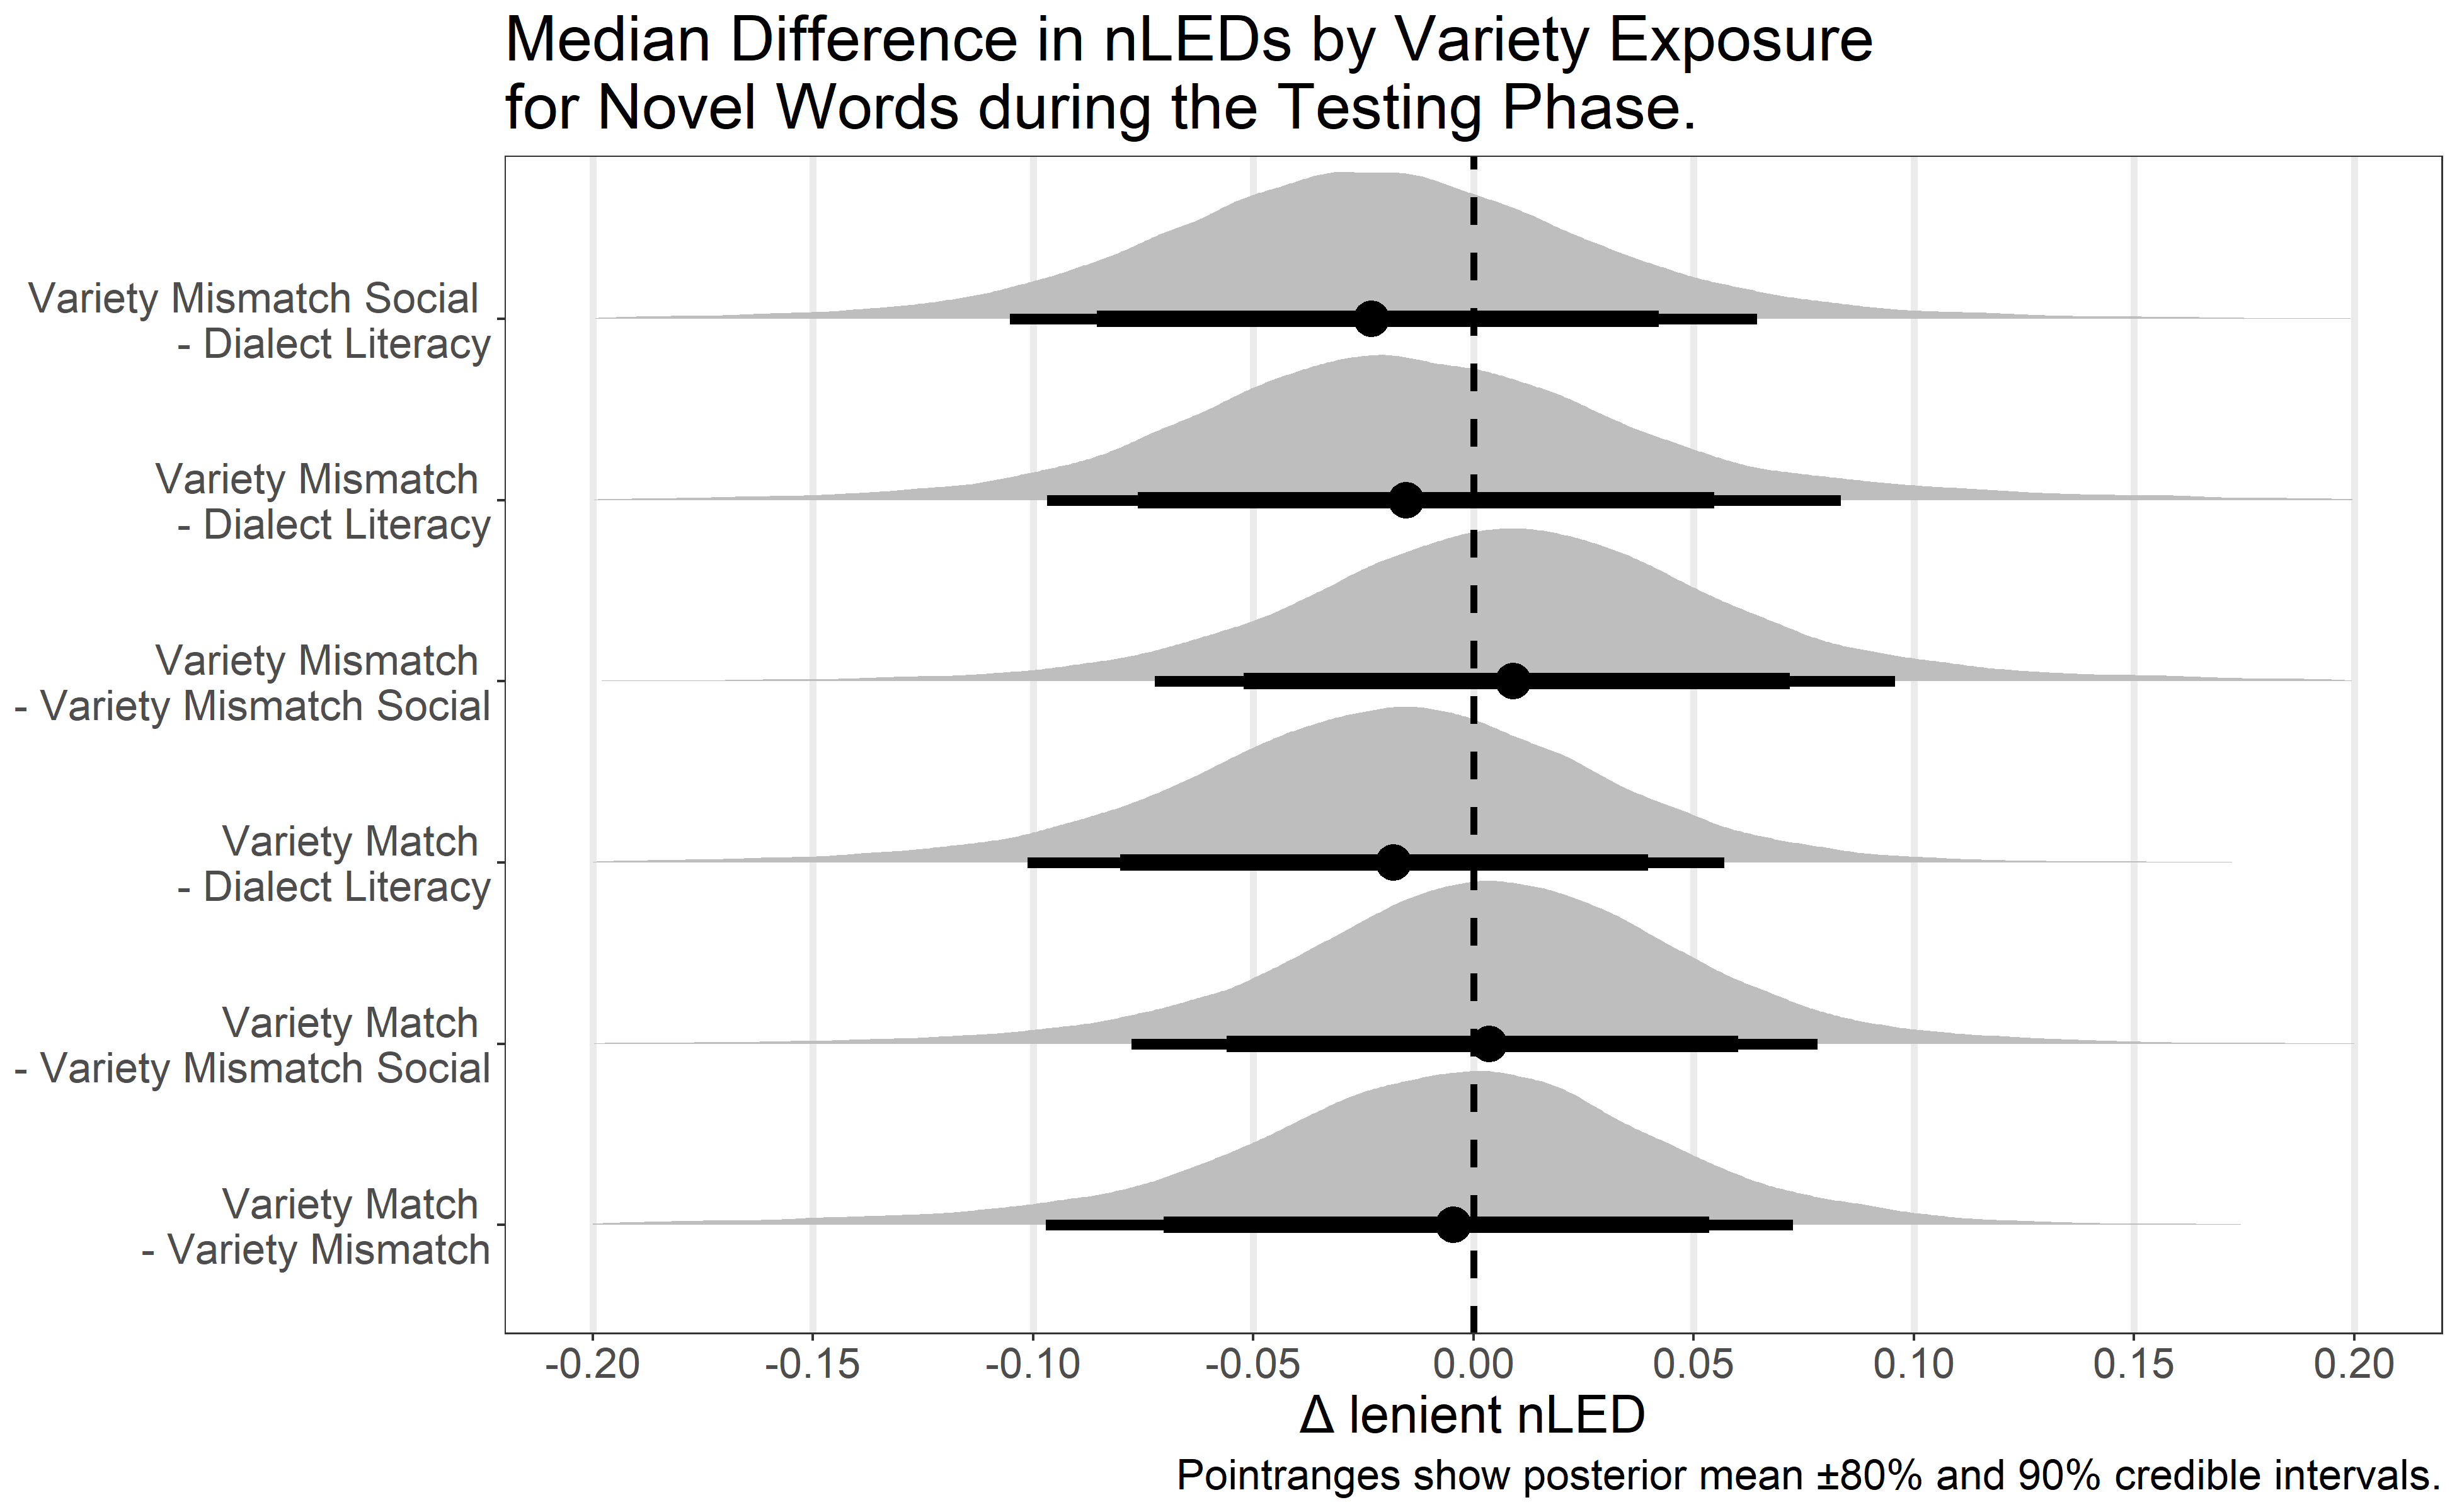 Median Difference in nLEDs by Variety Exposure
for Novel Words during the Testing Phase.
Variety Mismatch Social
- Dialect Literacy
Variety Mismatch
- Dialect Literacy
Variety Mismatch
- Variety Mismatch Social
Variety Match
- Dialect Literacy
Variety Match
- Variety Mismatch Social
Variety Match
- Variety Mismatch
-0.20 -0.15 -0.10 -0.05 0.00 0.05 0.10 0.15 0.20
Δ lenient nLED
Pointranges show posterior mean ±80% and 90% credible intervals.